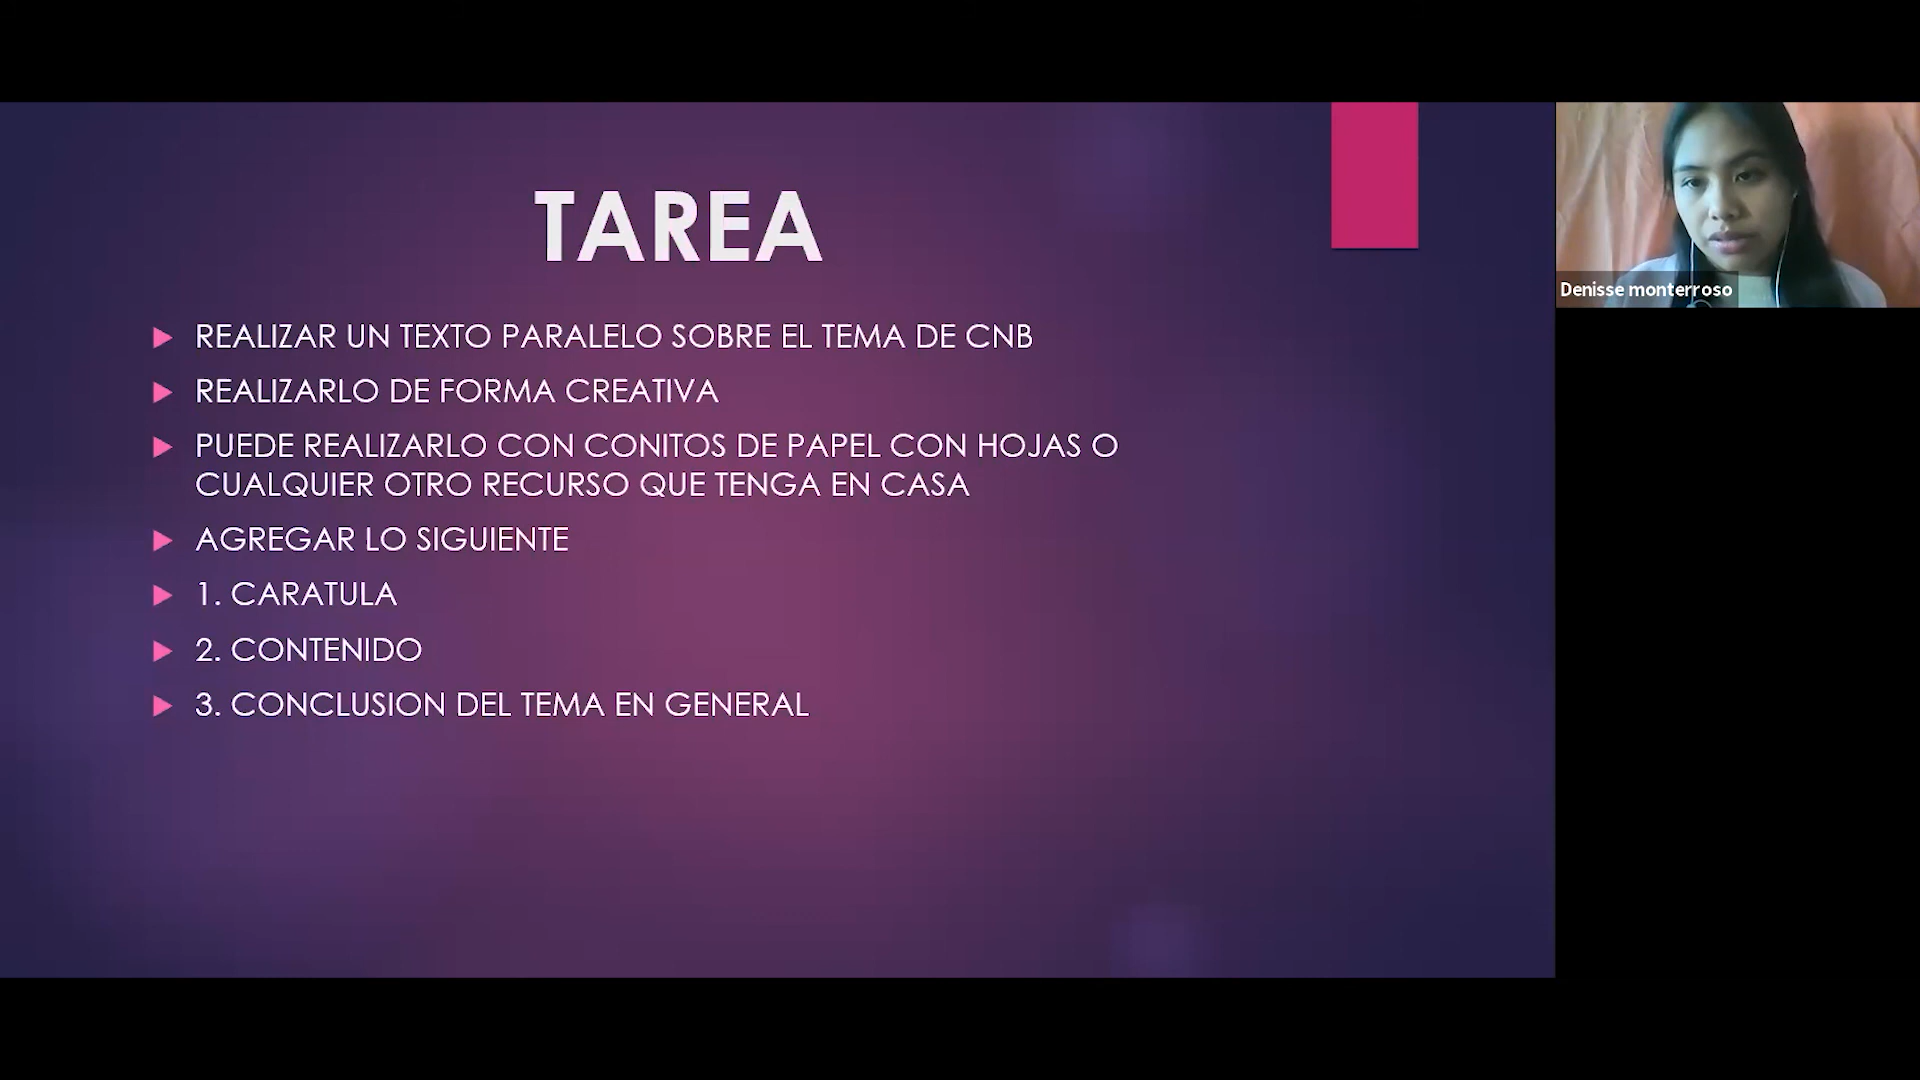 TAREA
REALIZAR UN TEXTO PARALELO SOBRE EL TEMA DE CNB
REALIZARLO DE FORMA CREATIVA
PUEDE REALIZARLO CON CONITOS DE PAPEL CON HOJAS O
CUALQUIER OTRO RECURSO QUE TENGA EN CASA
AGREGAR LO SIGUIENTE
1. CARATULA
2. CONTENIDO
3. CONCLUSION DEL TEMA EN GENERAL
Denisse monterroso